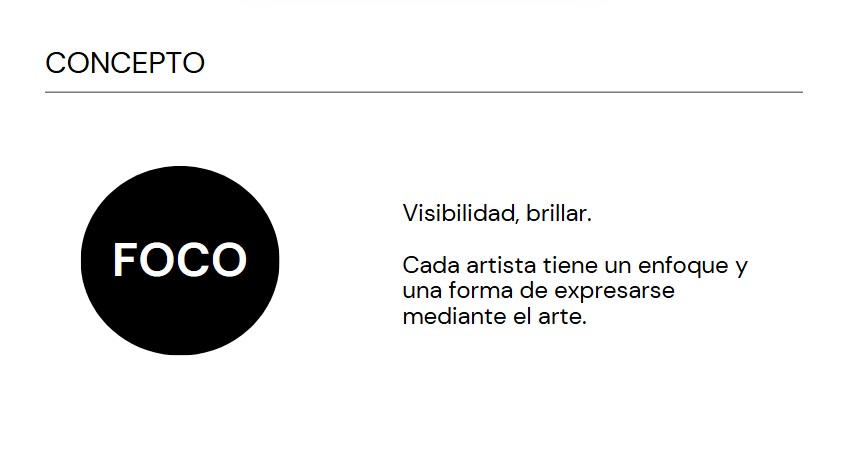 CONCEPTO
FOCO
Visibilidad, brillar.
Cada artista tiene un enfoque y
una forma de expresarse
mediante el arte.